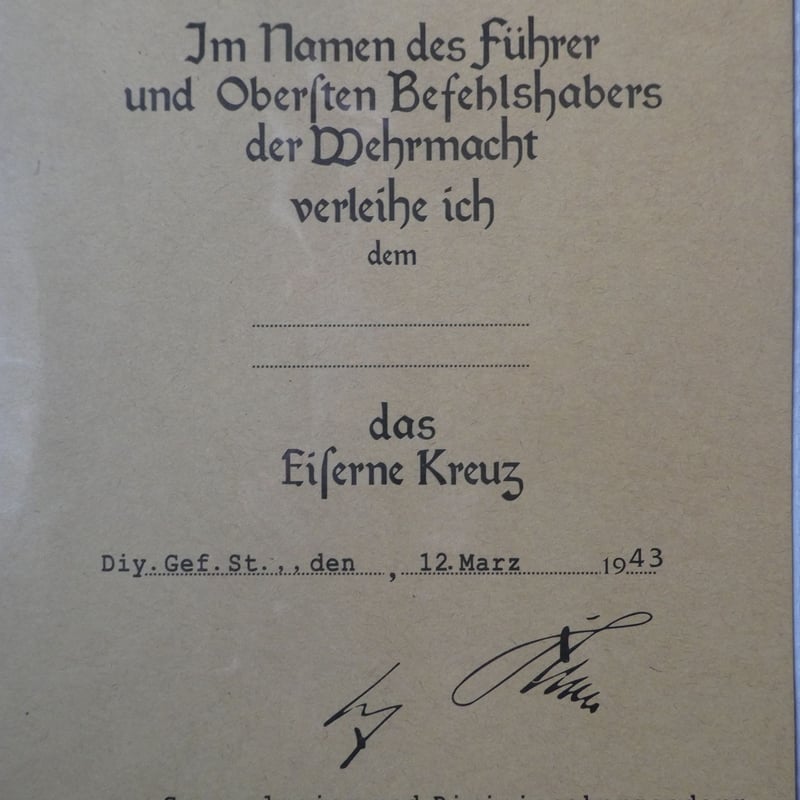 Im Namen des Führer
und Oberſten Befehlshabers
der Wehrmacht
verleihe ich
dem
das
Eiſerne Kreuz
Diy.Gef.St.,,den , 12.Marz 1943